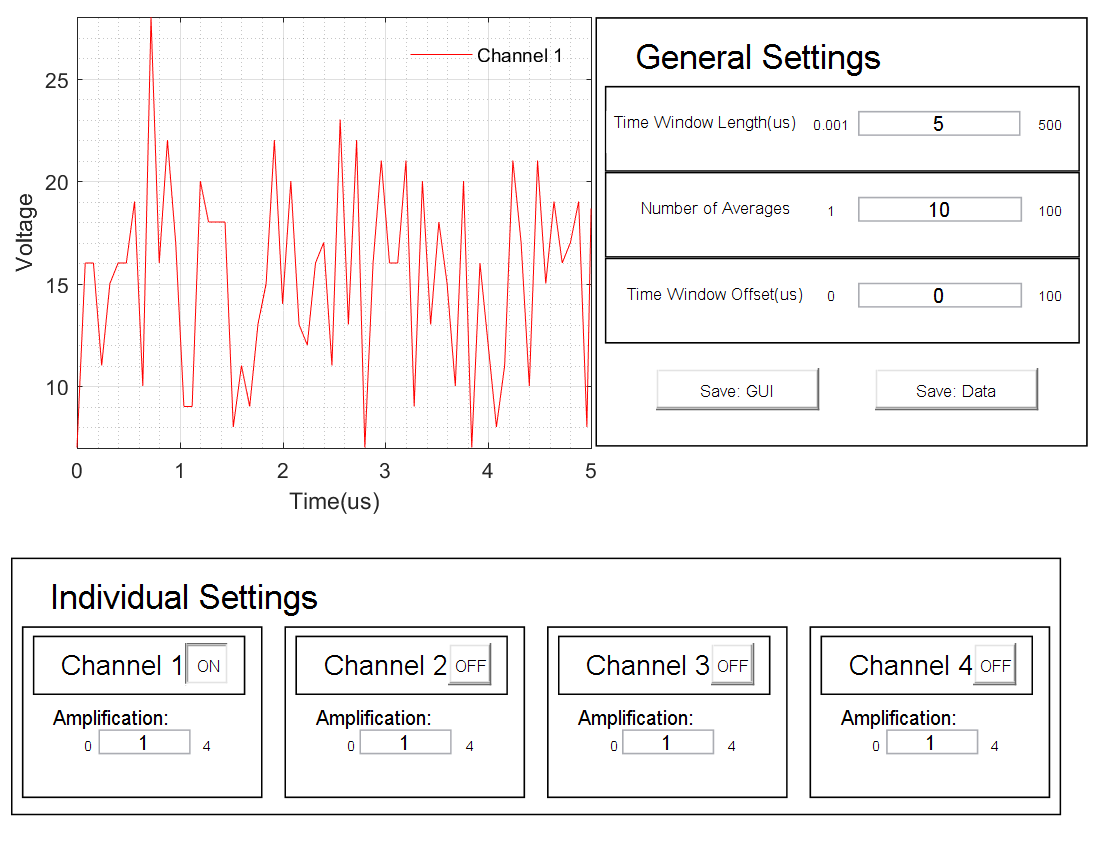 Channel 1
25
20
15
10
Voltage
0 1 2 3 4 5
Time(us)
General Settings
Time Window Length(us) 0.001 5 500
Number of Averages 1 10 100
Time Window Offset(us) 0 0 100
Save: GUI Save: Data
Individual Settings
Channel 1 ON Channel 2 OFF Channel 3 OFF Channel 4 OFF
Amplification: Amplification: Amplification: Amplification:
0 1 4 0 1 4 0 1 4 0 1 4